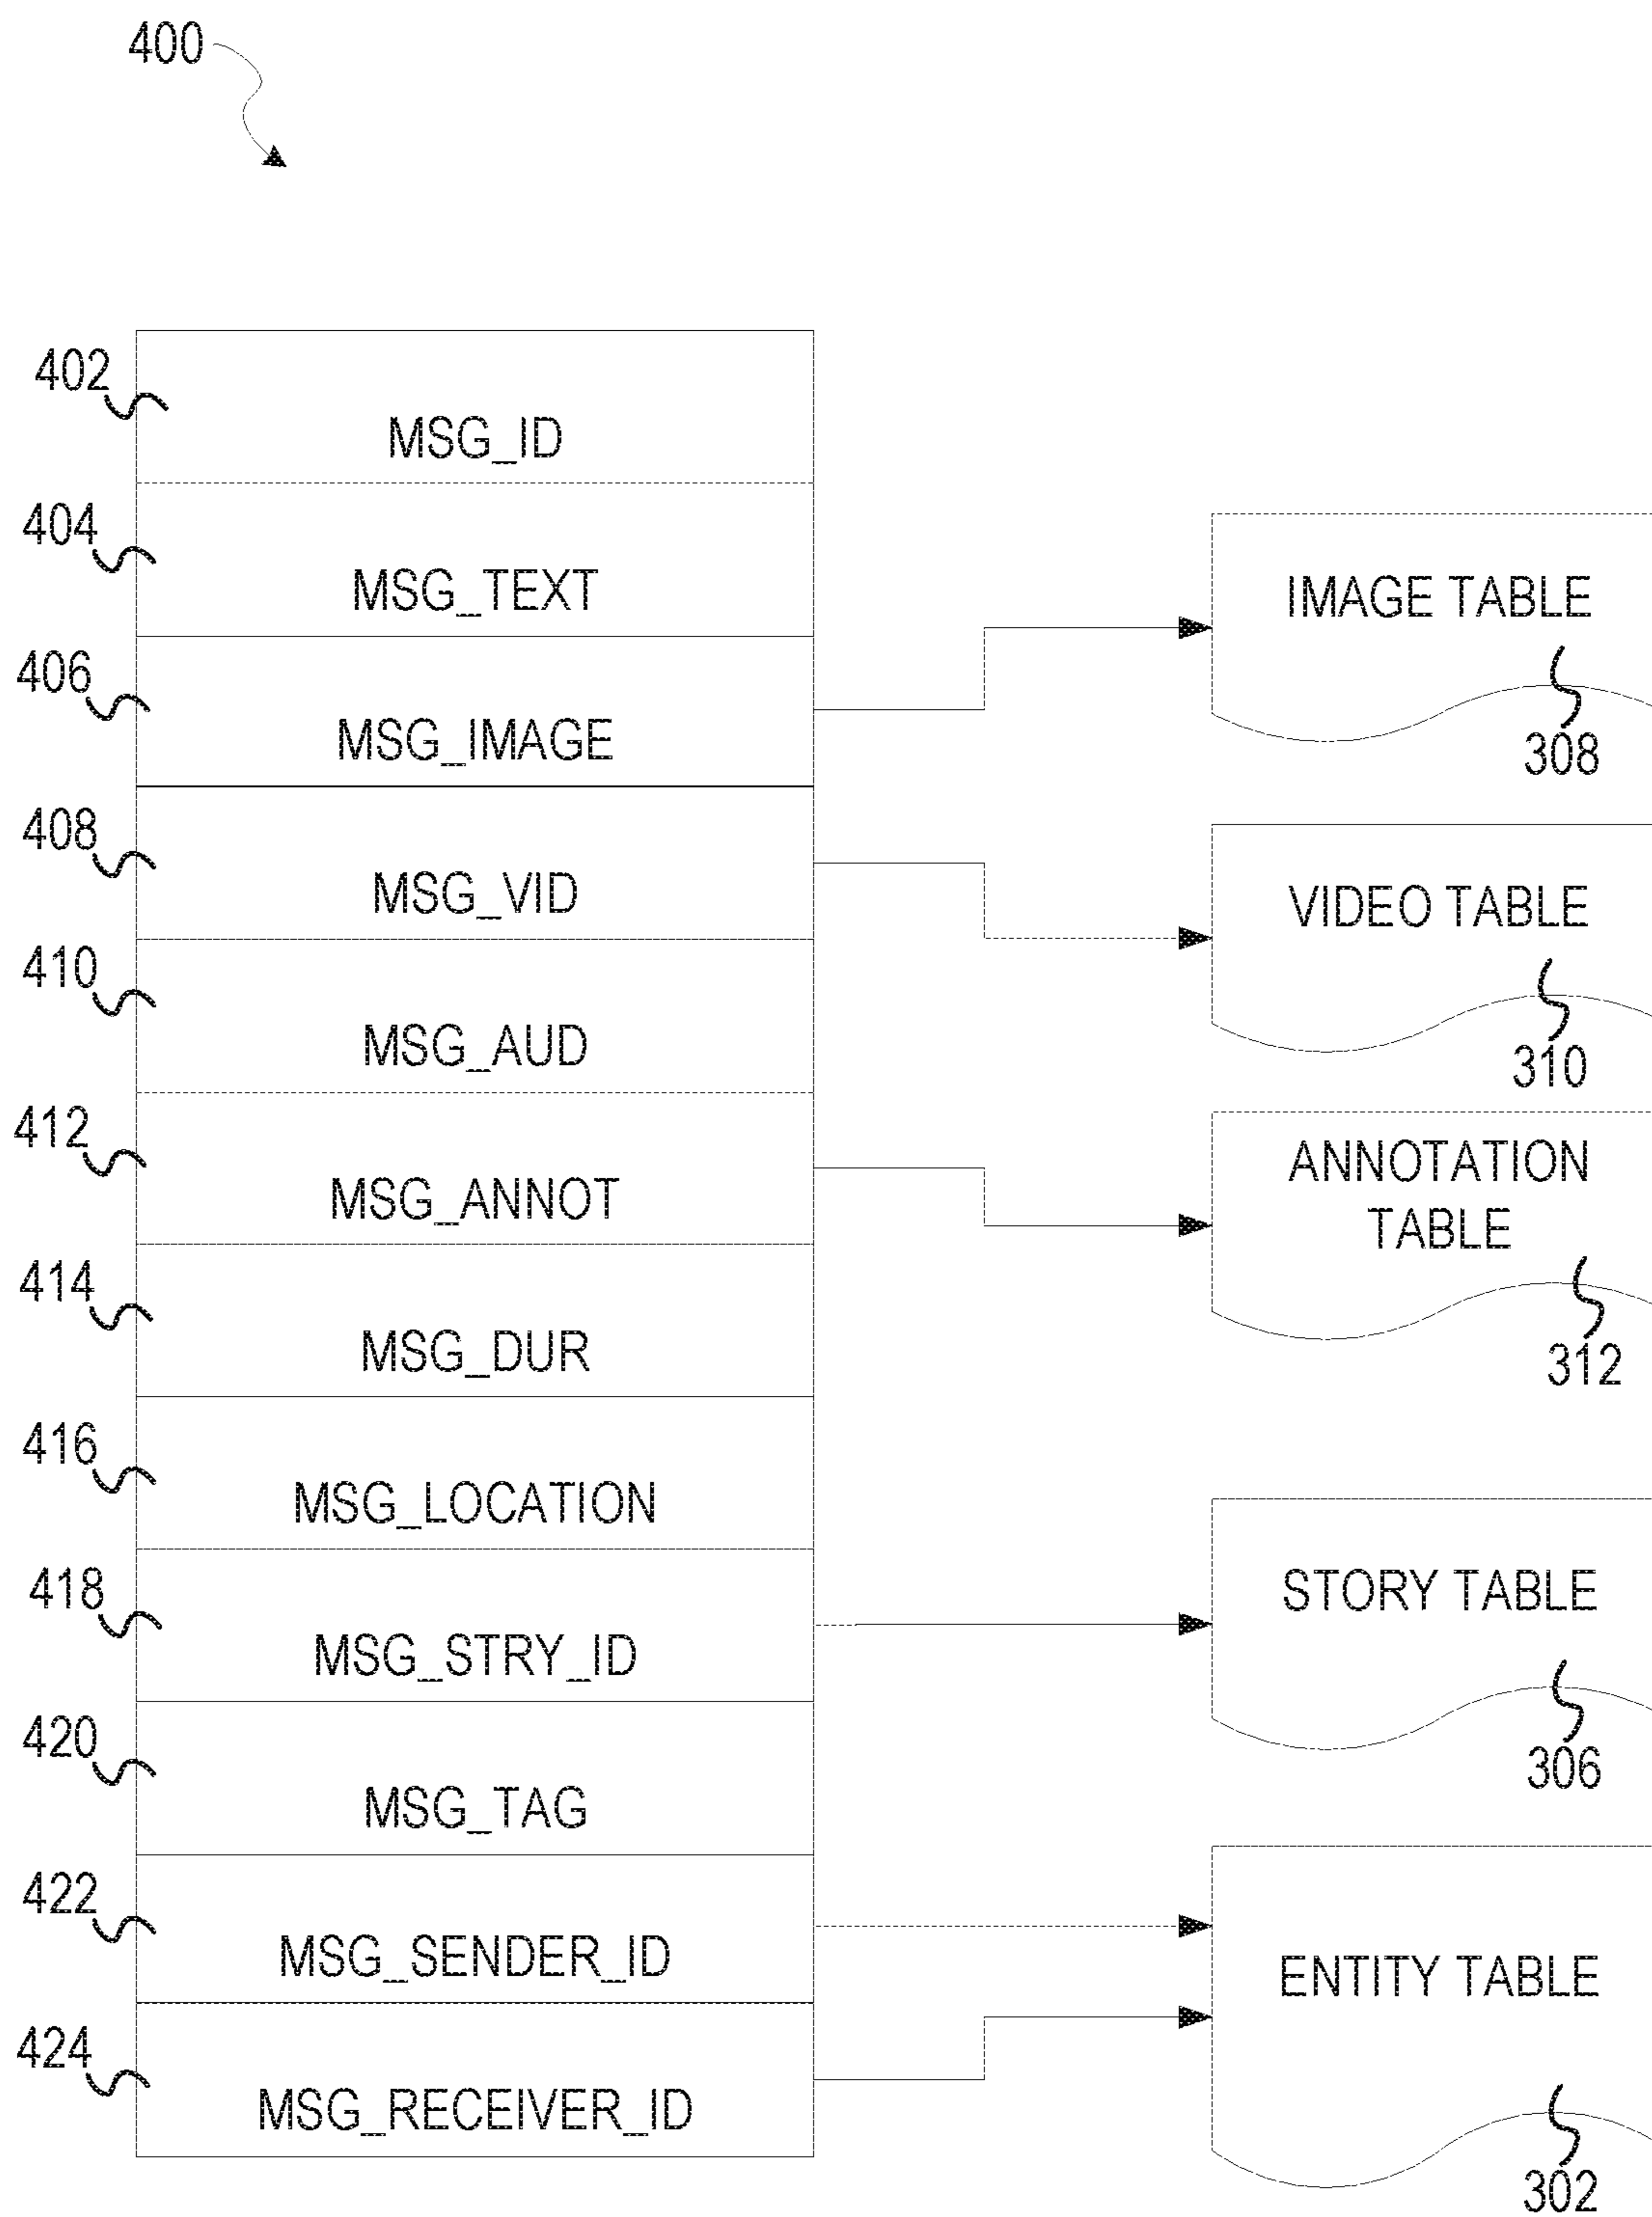 400
402
MSG_ID
404
MSG_TEXT
406
MSG_IMAGE
408
MSG_VID
410
MSG_AUD
412
MSG_ANNOT
414
MSG_DUR
416
MSG_LOCATION
418
MSG_STRY_ID
420
MSG_TAG
422
MSG_SENDER_ID
424
MSG_RECEIVER_ID
IMAGE TABLE
308
VIDEO TABLE
310
ANNOTATION
TABLE
312
STORY TABLE
306
ENTITY TABLE
302